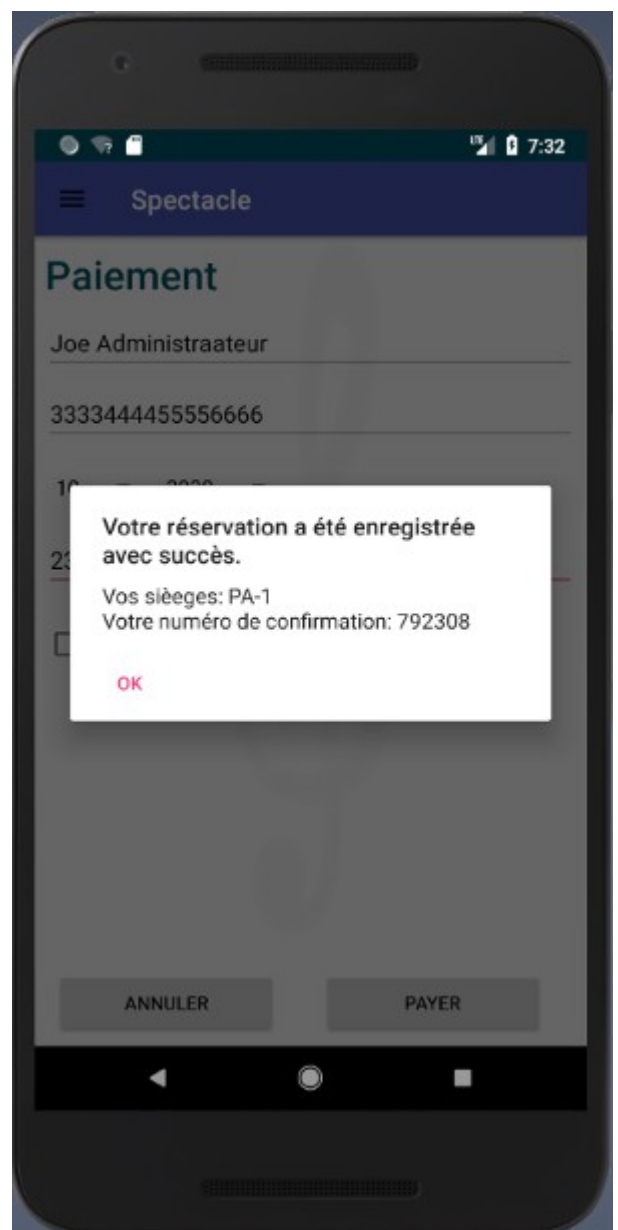 7:32
Spectacle
Paiement
Joe Administraateur
3333444455556666
Votre réservation a été enregistrée
avec succès.
Vos sièeges: PA-1
Votre numéro de confirmation: 792308
OK
ANNULER
PAYER